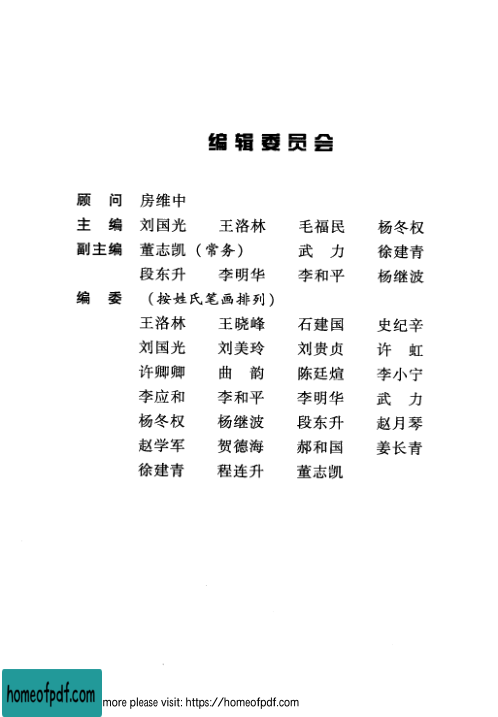 编辑委员会
顾 问 房维中
主 编 刘国光 王洛林 毛福民 杨冬权
副主编 董志凯(常务) 武 力 徐建青
段东升 李明华 李和平 杨继波
编 委 (按姓氏笔画排列)
王洛林 王晓峰 石建国 史纪辛
刘国光 刘美玲 刘贵贞 许 虹
许卿卿 曲 韵 陈廷煊 李小宁
李应和 李和平 李明华 武 力
杨冬权 杨继波 段东升 赵月琴
赵学军 贺德海 郝和国 姜长青
徐建青 程连升 董志凯
homeofpdf.com
more please visit: https://homeofpdf.com